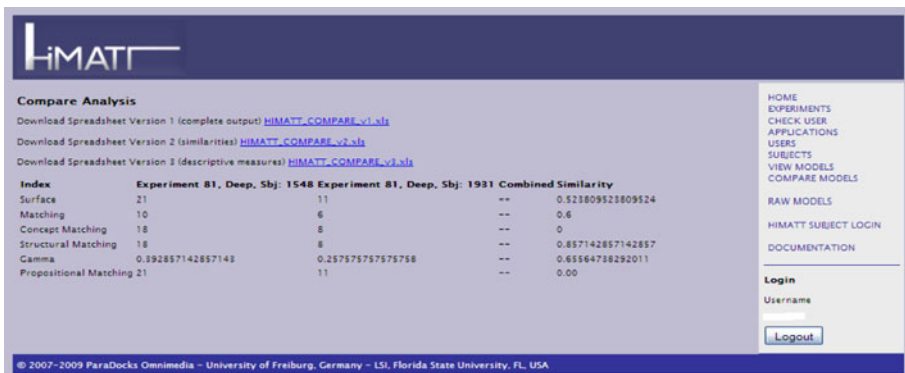 HIMATT
Compare Analysis
Download Spreadsheet Version 1 (complete output) HIMATT_COMPARE_v1.xls
Download Spreadsheet Version 2 (similarities) HIMATT_COMPARE_v2.xls
Download Spreadsheet Version 3 (descriptive measures) HIMATT_COMPARE_v3.xls
Index Experiment 81, Deep, Sbj: 1548 Experiment 81, Deep, Sbj: 1931 Combined Similarity
Surface 21 11 -- 0.523809523809524
Matching 10 6 -- 0.6
Concept Matching 18 8 -- 0
Structural Matching 18 8 -- 0.857142857142857
Gamma 0.392857142857143 0.257575757575758 -- 0.65564738292011
Propositional Matching 21 11 -- 0.00
HOME
EXPERIMENTS
CHECK USER
APPLICATIONS
USERS
SUBJECTS
VIEW MODELS
COMPARE MODELS
RAW MODELS
HIMATT SUBJECT LOGIN
DOCUMENTATION
Login
Username
Logout
© 2007-2009 ParaDocks Omnimedia - University of Freiburg, Germany - LSI, Florida State University, FL, USA